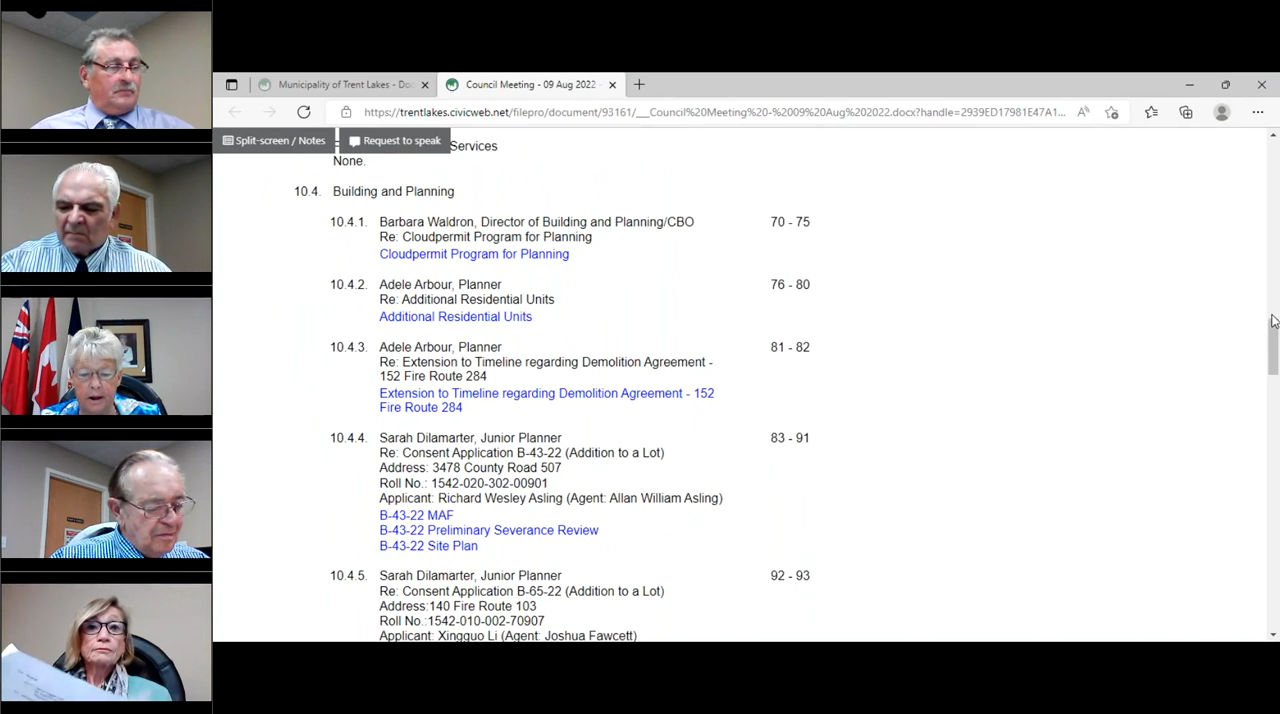 Municipality of Trent Lakes - Doc
Council Meeting - 09 Aug 2022 -
https://trentlakes.civicweb.net/filepro/document/93161/___Council%20Meeting%20-%2009%20Aug%202022.docx?handle=2939ED17981E47A1...
Split-screen / Notes
Request to speak
Services
None.
10.4. Building and Planning
10.4.1. Barbara Waldron, Director of Building and Planning/CBO 70 - 75
Re: Cloudpermit Program for Planning
Cloudpermit Program for Planning
10.4.2. Adele Arbour, Planner 76 - 80
Re: Additional Residential Units
Additional Residential Units
10.4.3. Adele Arbour, Planner 81 - 82
Re: Extension to Timeline regarding Demolition Agreement -
152 Fire Route 284
Extension to Timeline regarding Demolition Agreement - 152
Fire Route 284
10.4.4. Sarah Dilamarter, Junior Planner 83 - 91
Re: Consent Application B-43-22 (Addition to a Lot)
Address: 3478 County Road 507
Roll No.: 1542-020-302-00901
Applicant: Richard Wesley Asling (Agent: Allan William Asling)
B-43-22 MAF
B-43-22 Preliminary Severance Review
B-43-22 Site Plan
10.4.5. Sarah Dilamarter, Junior Planner 92 - 93
Re: Consent Application B-65-22 (Addition to a Lot)
Address:140 Fire Route 103
Roll No.:1542-010-002-70907
Applicant: Xingguo Li (Agent: Joshua Fawcett)